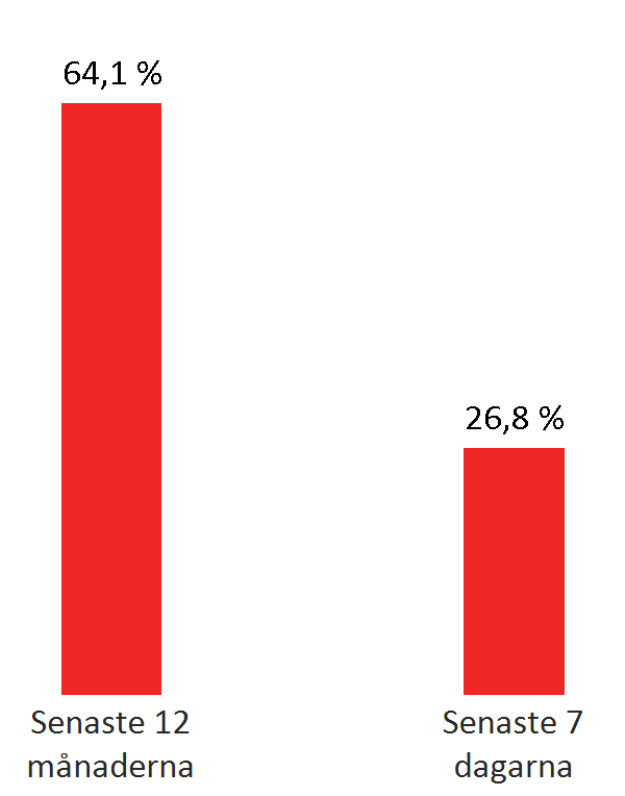 64,1 %
26,8 %
Senaste 12
månaderna
Senaste 7
dagarna